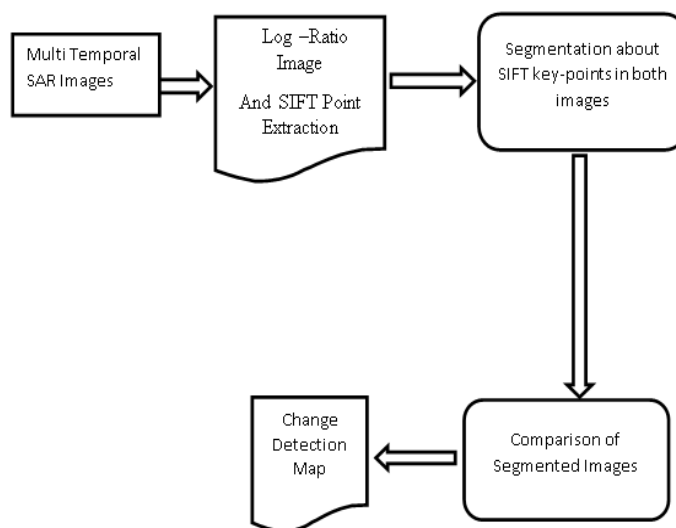 Multi Temporal
SAR Images
Log –Ratio
Image
And SIFT Point
Extraction
Segmentation about
SIFT key-points in both
images
Comparison of
Segmented Images
Change
Detection
Map